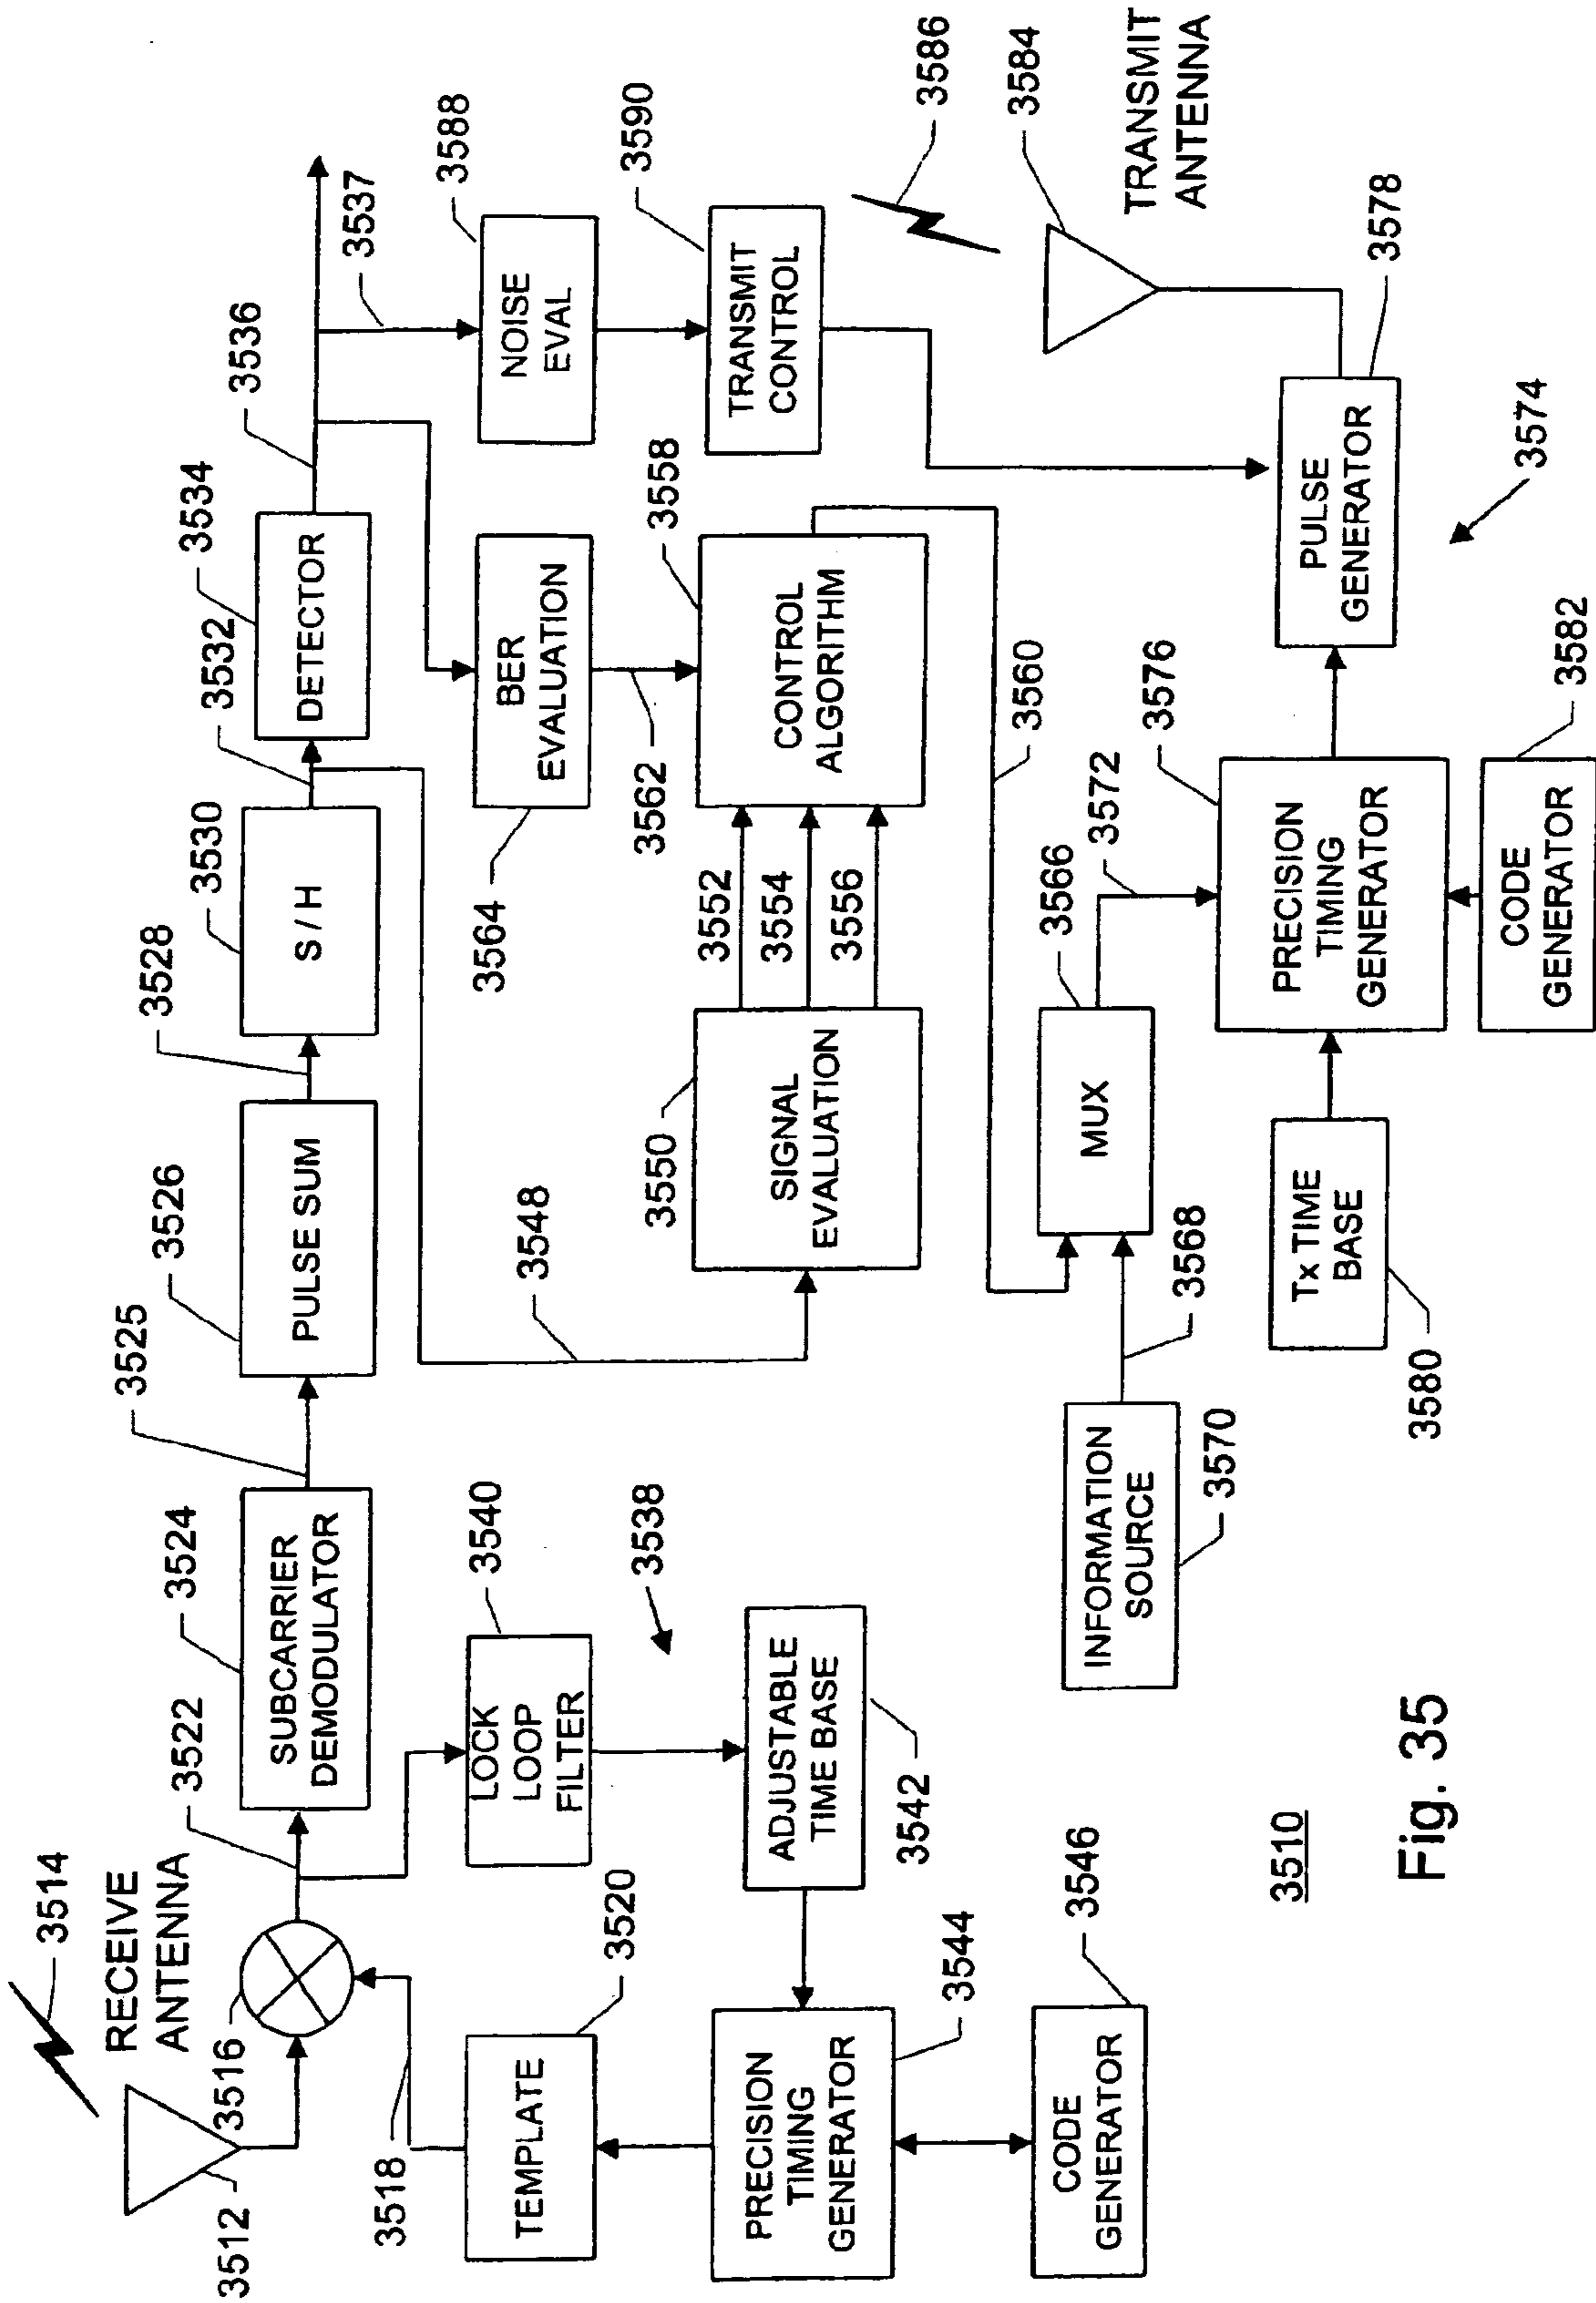 3514
RECEIVE
ANTENNA
3512
3516
3518
3522
SUBCARRIER
DEMODULATOR
3524
3525
PULSE SUM
3526
3528
S / H
3530
3532
DETECTOR
3534
3536
3537
TEMPLATE
3520
LOCK
LOOP
FILTER
3540
3538
3548
BER
EVALUATION
3564
3562
NOISE
EVAL
3588
PRECISION
TIMING
GENERATOR
3544
ADJUSTABLE
TIME BASE
3542
SIGNAL
EVALUATION
3550
3552
3554
3556
CONTROL
ALGORITHM
3558
TRANSMIT
CONTROL
3590
3586
CODE
GENERATOR
3546
INFORMATION
SOURCE
3570
3568
MUX
3566
3572
3560
3584
TRANSMIT
ANTENNA
Tx TIME
BASE
3580
PRECISION
TIMING
GENERATOR
3576
PULSE
GENERATOR
3578
3574
CODE
GENERATOR
3582
3510
Fig. 35